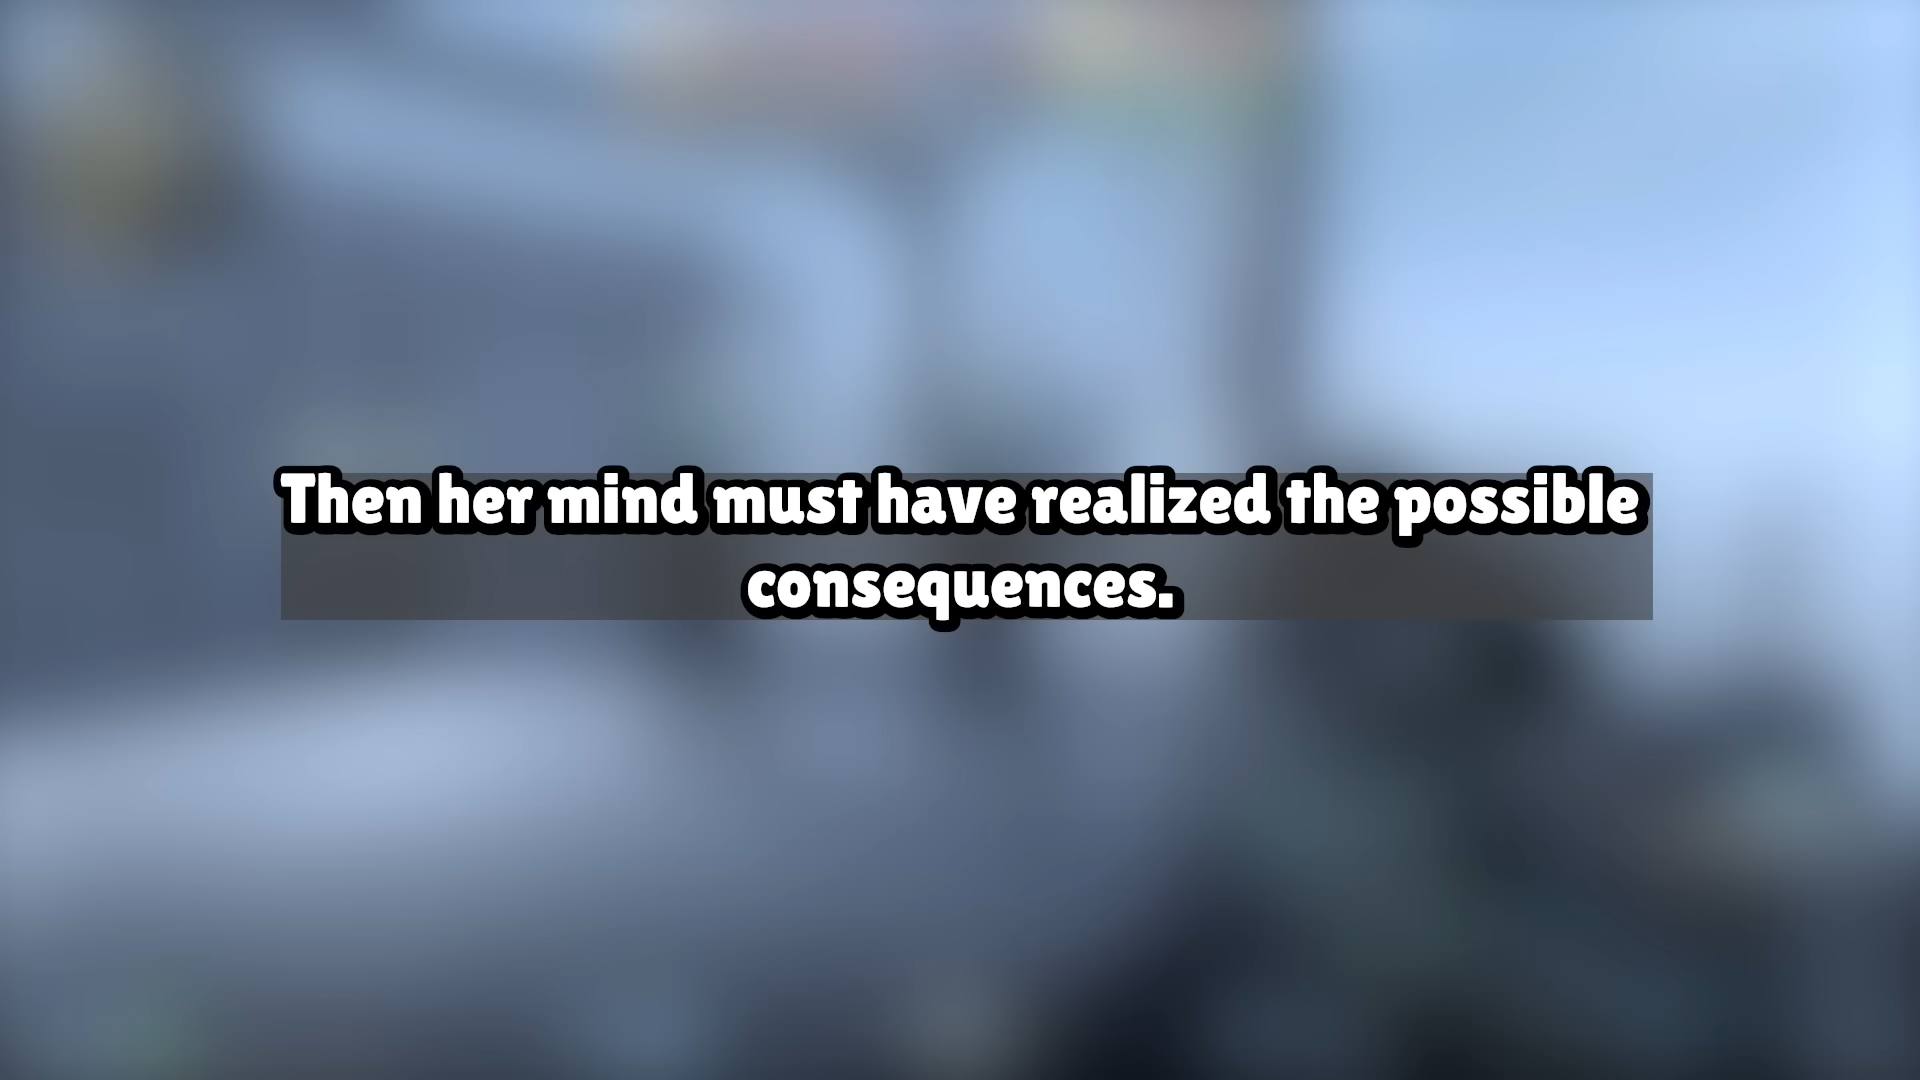 Then her mind must have realized the possible
consequences.